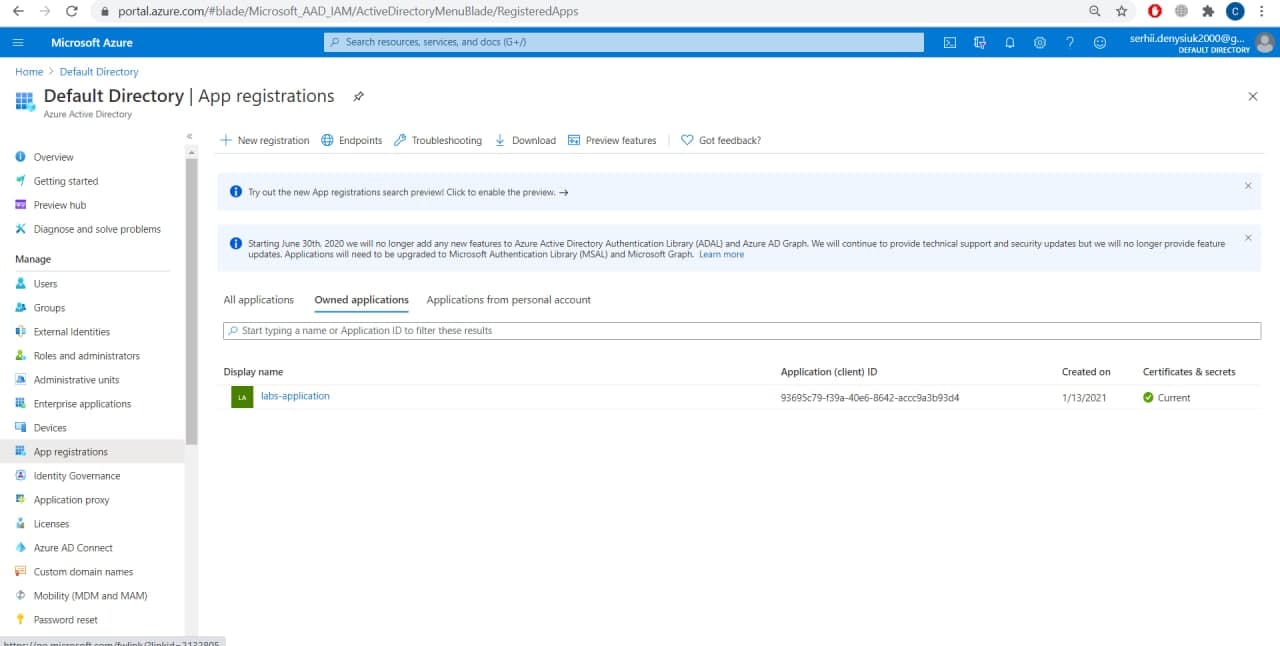 portal.azure.com/#blade/Microsoft_AAD_IAM/ActiveDirectoryMenuBlade/RegisteredApps
C
Microsoft Azure
Search resources, services, and docs (G+/)
serhii.denysiuk2000@g...
DEFAULT DIRECTORY
Home > Default Directory
Default Directory | App registrations
Azure Active Directory
New registration Endpoints Troubleshooting Download Preview features Got feedback?
Overview
Getting started
Preview hub
Diagnose and solve problems
Manage
Users
Groups
External Identities
Roles and administrators
Administrative units
Enterprise applications
Devices
App registrations
Identity Governance
Application proxy
Licenses
Azure AD Connect
Custom domain names
Mobility (MDM and MAM)
Password reset
Try out the new App registrations search preview! Click to enable the preview. →
Starting June 30th, 2020 we will no longer add any new features to Azure Active Directory Authentication Library (ADAL) and Azure AD Graph. We will continue to provide technical support and security updates but we will no longer provide feature
updates. Applications will need to be upgraded to Microsoft Authentication Library (MSAL) and Microsoft Graph. Learn more
All applications Owned applications Applications from personal account
Start typing a name or Application ID to filter these results
Display name Application (client) ID Created on Certificates & secrets
LA labs-application 93695c79-f39a-40e6-8642-accc9a3b93d4 1/13/2021 Current
https://go.microsoft.com/fwlink/?linkid=2132805